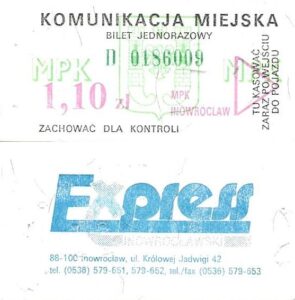 KOMUNIKACJA MIEJSKA
BILET JEDNORAZOWY
D 0186009
MPK MPK
1,10 zł
MPK
INOWROCŁAW
TU KASOWAĆ
ZARAZ PO WEJŚCIU
DO POJAZDU
ZACHOWAĆ DLA KONTROLI
Express
INOWROCŁAWSKI
88-100 Inowrocław, ul. Królowej Jadwigi 42
tel. (0536) 579-651, 579-652, tel./fax (0536) 579-653